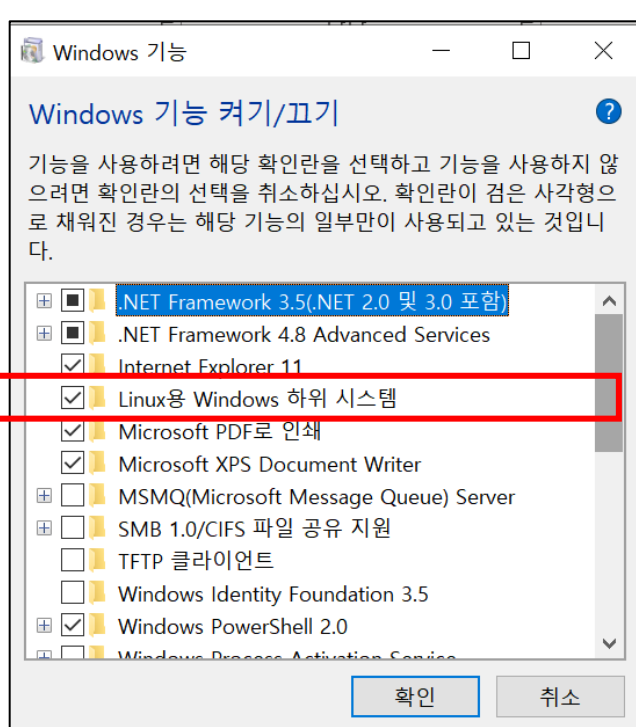 Windows 기능
Windows 기능 켜기/끄기
기능을 사용하려면 해당 확인란을 선택하고 기능을 사용하지 않
으려면 확인란의 선택을 취소하십시오. 확인란이 검은 사각형으
로 채워진 경우는 해당 기능의 일부만이 사용되고 있는 것입니
다.
.NET Framework 3.5(.NET 2.0 및 3.0 포함)
.NET Framework 4.8 Advanced Services
Internet Explorer 11
Linux용 Windows 하위 시스템
Microsoft PDF로 인쇄
Microsoft XPS Document Writer
MSMQ(Microsoft Message Queue) Server
SMB 1.0/CIFS 파일 공유 지원
TFTP 클라이언트
Windows Identity Foundation 3.5
Windows PowerShell 2.0
Windows Process Activation Service
확인 취소